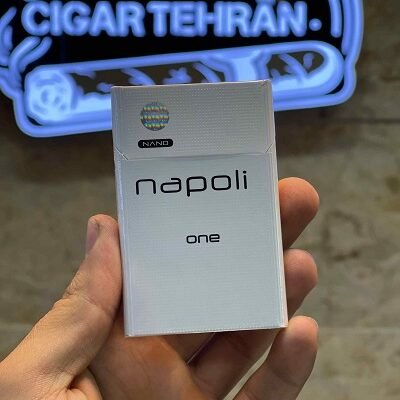 CIGAR TEHRAN.
NANO
napoli
one